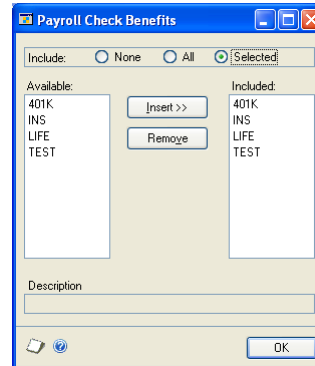 Payroll Check Benefits
Include: None All Selected
Available: Included:
401K 401K
INS Insert >> INS
LIFE LIFE
TEST Remove TEST
Description
OK